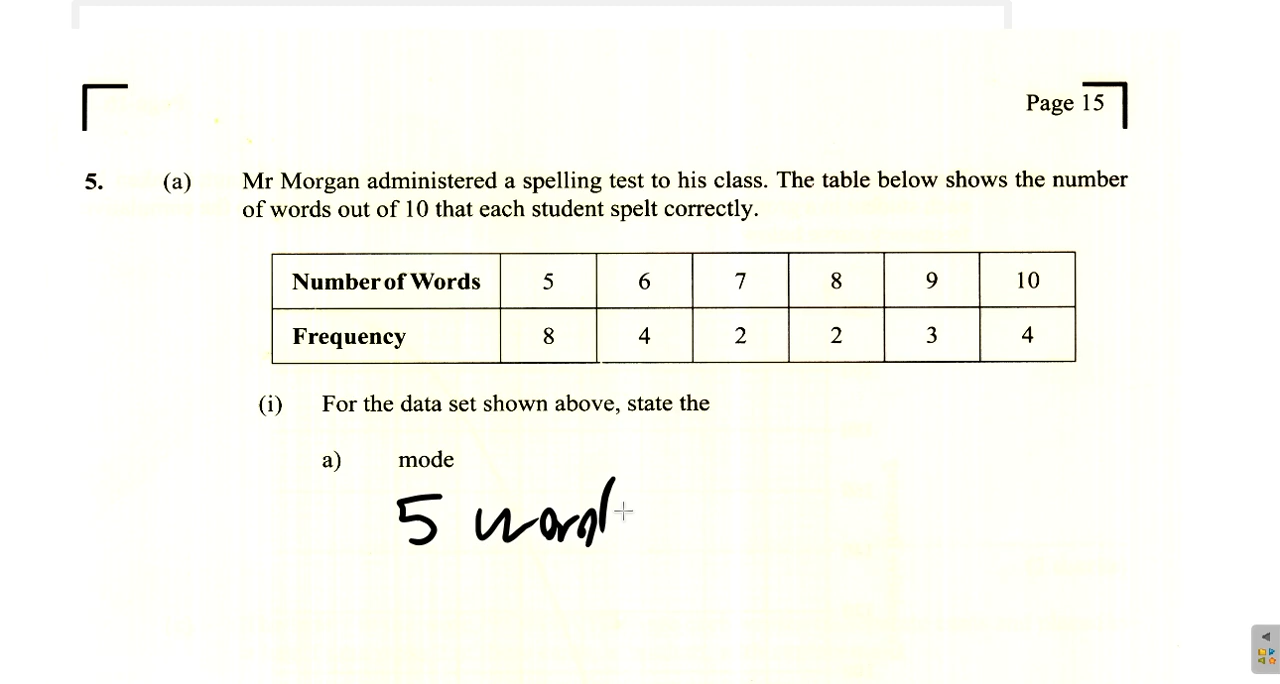 Page 15
5. (a) Mr Morgan administered a spelling test to his class. The table below shows the number
of words out of 10 that each student spelt correctly.
Number of Words 5 6 7 8 9 10
Frequency 8 4 2 2 3 4
(i) For the data set shown above, state the
a) mode
5 word